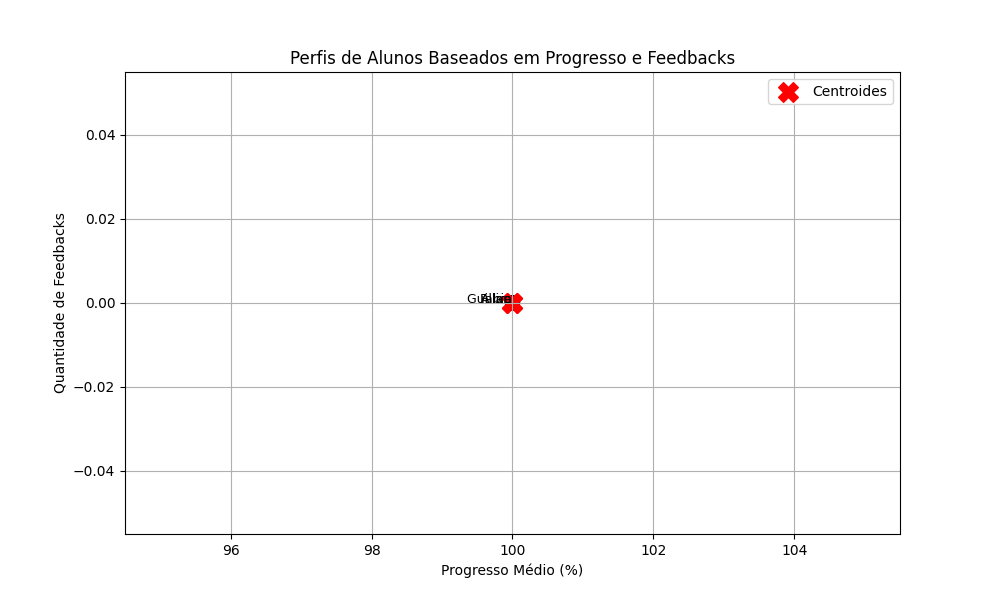 Perfis de Alunos Baseados em Progresso e Feedbacks
Centroides
0.04
0.02
0.00
−0.02
−0.04
Quantidade de Feedbacks
96
98
100
102
104
Progresso Médio (%)